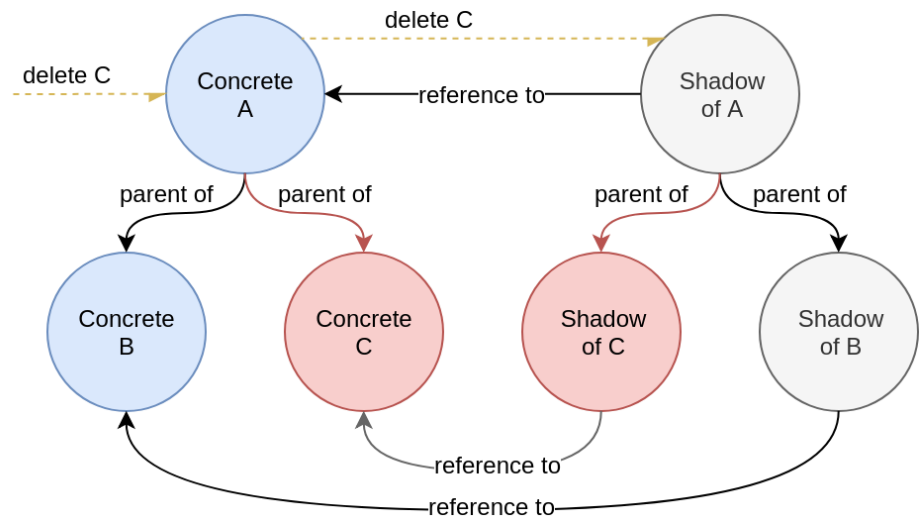 delete C
delete C
Concrete
A
reference to
Shadow
of A
parent of
parent of
parent of
parent of
Concrete
B
Concrete
C
Shadow
of C
Shadow
of B
reference to
reference to